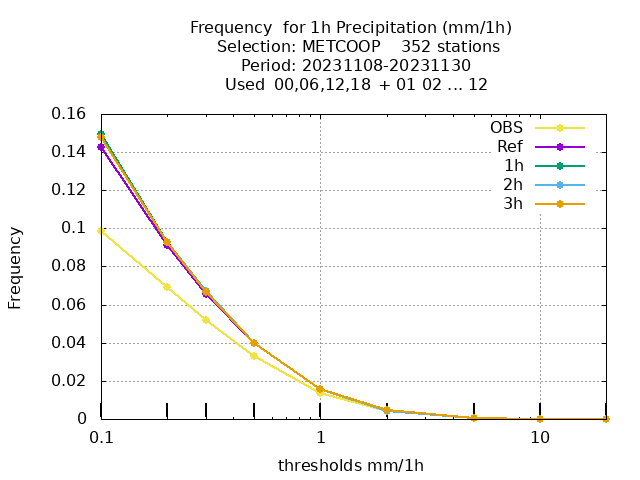 Frequency  for 1h Precipitation (mm/1h)
Selection: METCOOP    352 stations
Period: 20231108-20231130
Used  00,06,12,18  + 01 02 ... 12
0.16
0.14
0.12
0.1
0.08
0.06
0.04
0.02
0
Frequency
OBS
Ref
1h
2h
3h
0.1
1
10
thresholds mm/1h